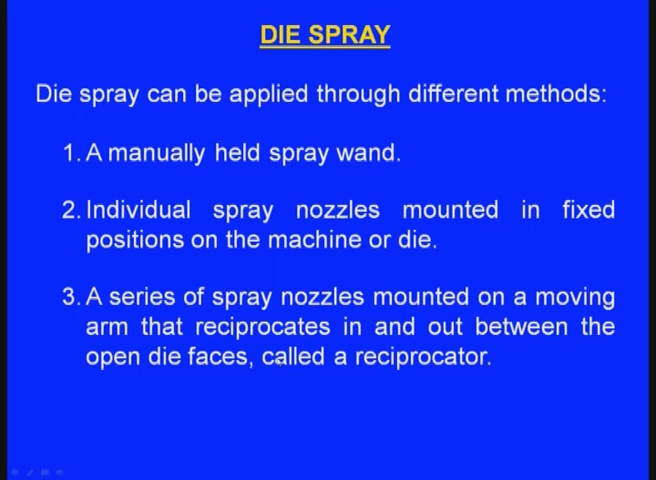 DIE SPRAY
Die spray can be applied through different methods:
1. A manually held spray wand.
2. Individual spray nozzles mounted in fixed
positions on the machine or die.
3. A series of spray nozzles mounted on a moving
arm that reciprocates in and out between the
open die faces, called a reciprocator.